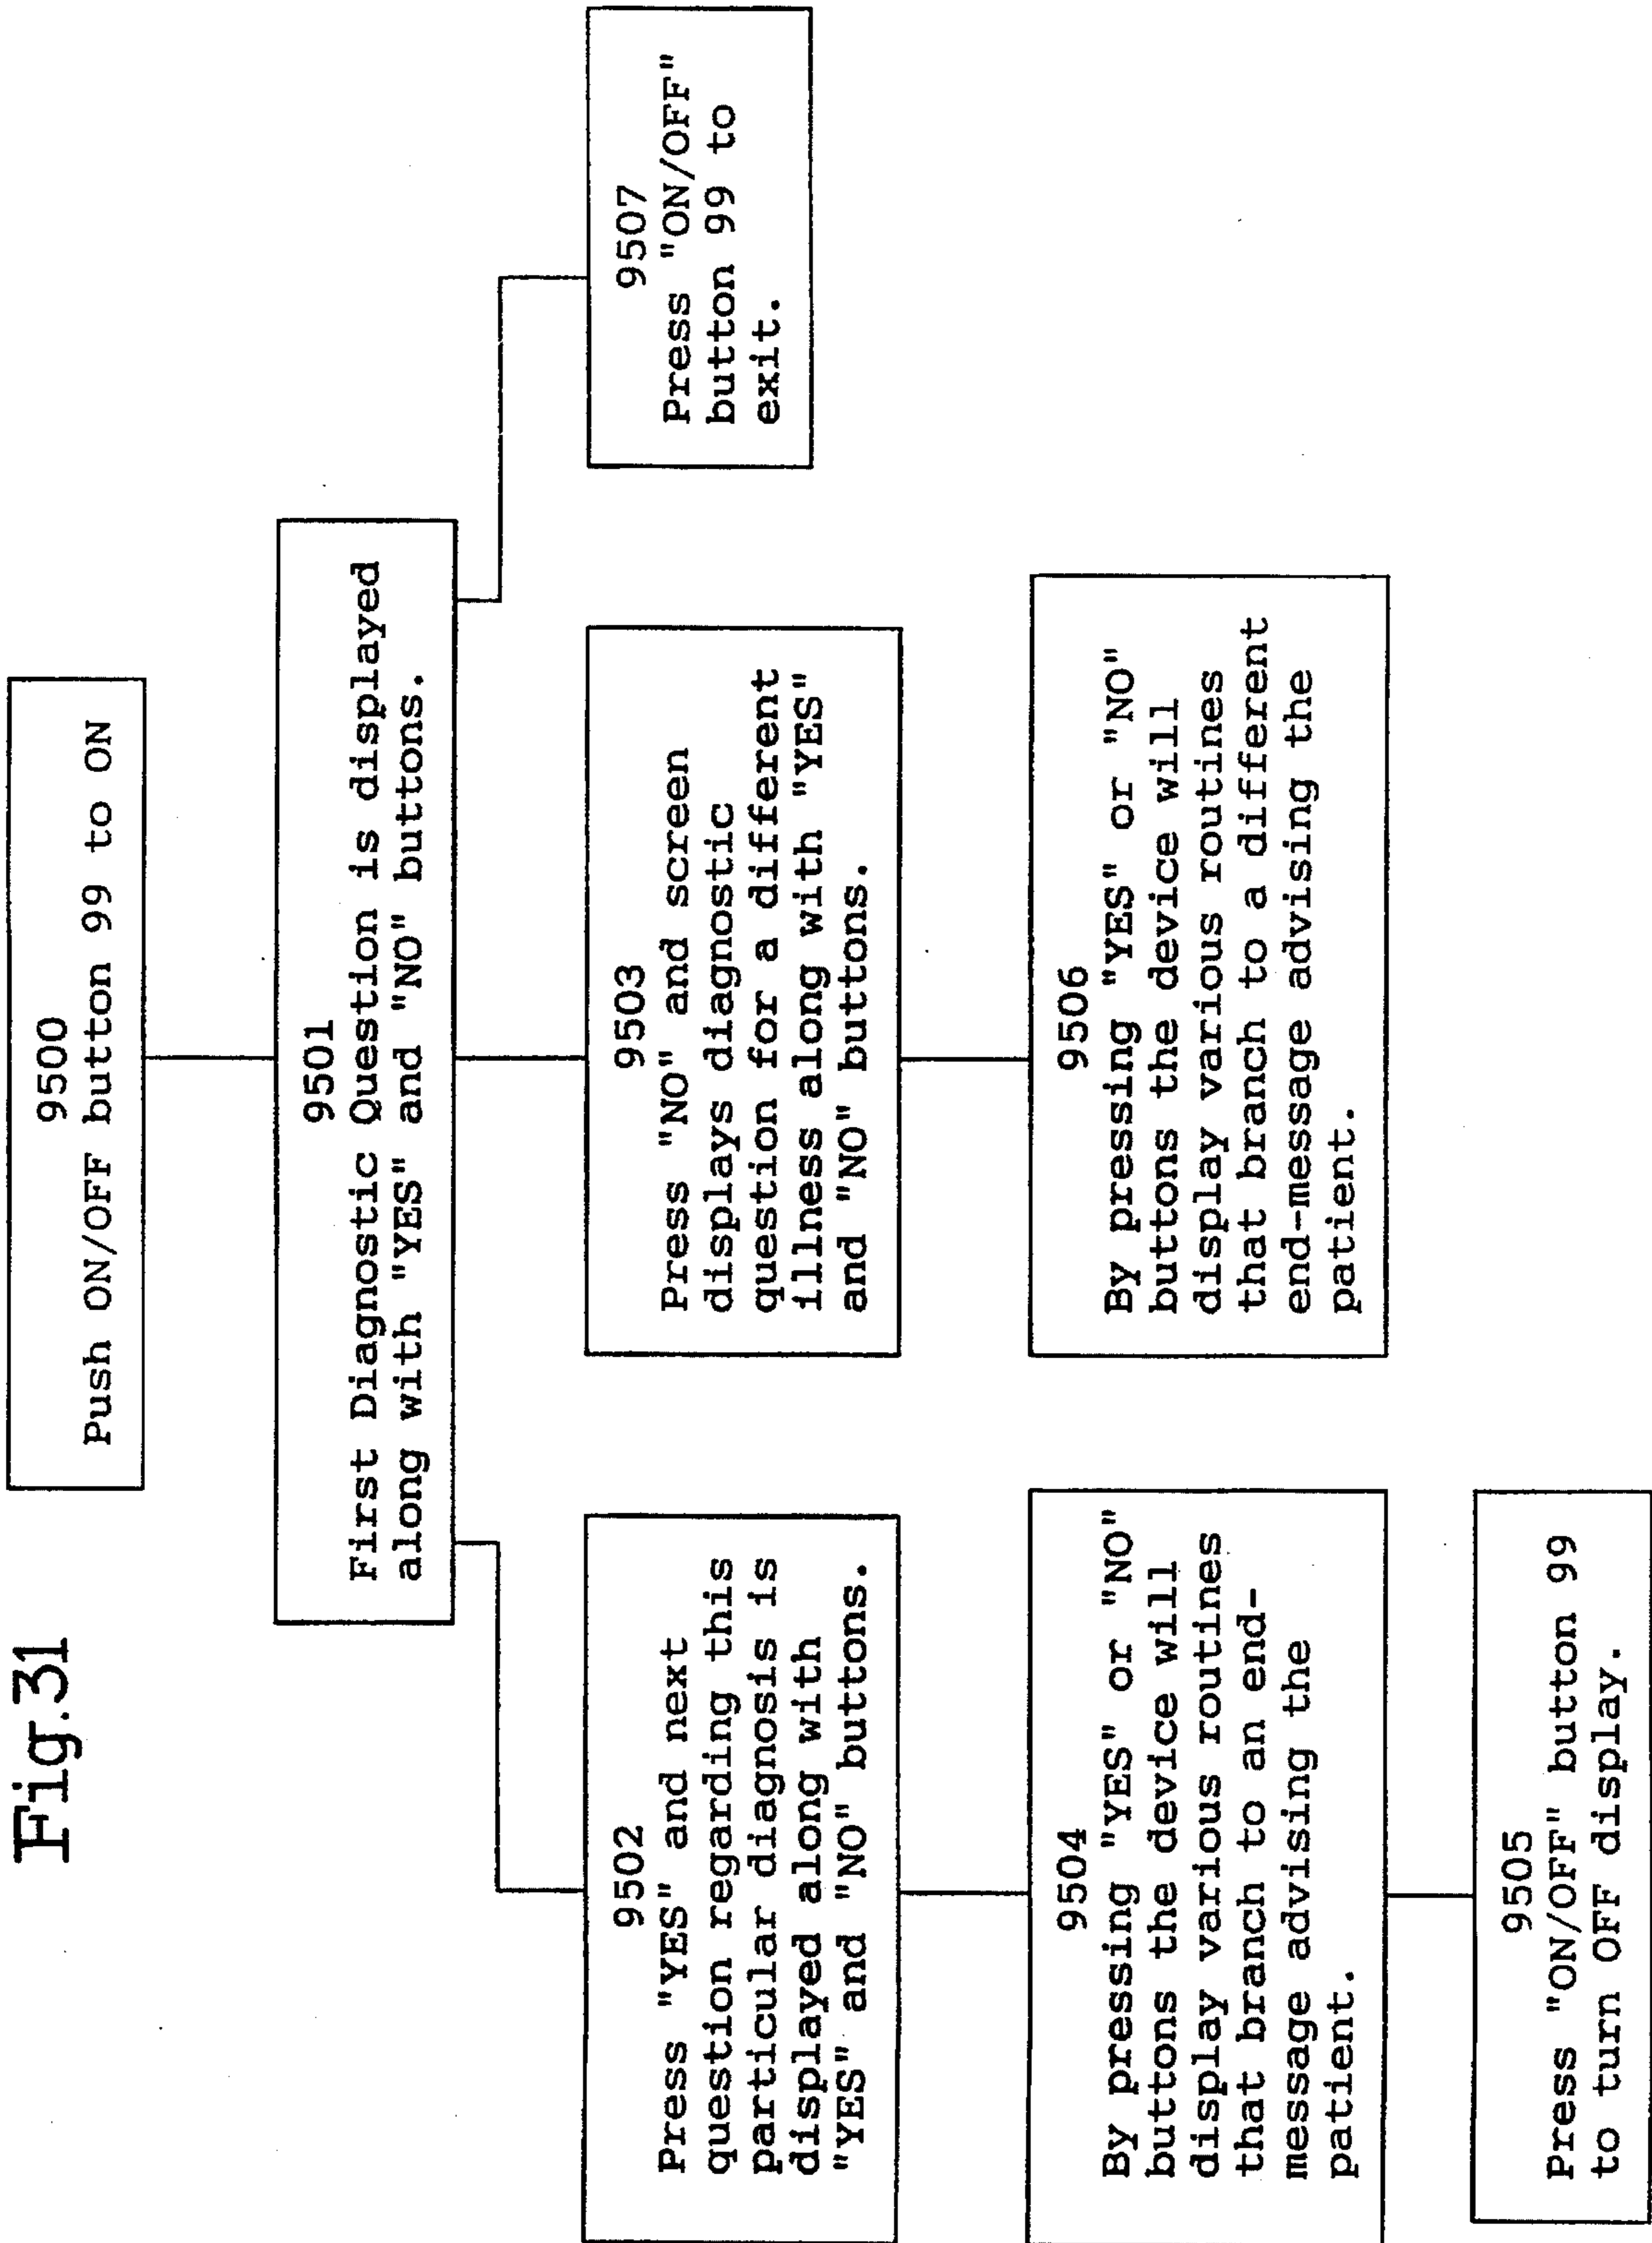 Fig.31
9500
Push ON/OFF button 99 to ON
9501
First Diagnostic Question is displayed
along with "YES" and "NO" buttons.
9502
Press "YES" and next
question regarding this
particular diagnosis is
displayed along with
"YES" and "NO" buttons.
9503
Press "NO" and screen
displays diagnostic
question for a different
illness along with "YES"
and "NO" buttons.
9507
Press "ON/OFF"
button 99 to
exit.
9504
By pressing "YES" or "NO"
buttons the device will
display various routines
that branch to an end-
message advising the
patient.
9506
By pressing "YES" or "NO"
buttons the device will
display various routines
that branch to a different
end-message advising the
patient.
9505
Press "ON/OFF" button 99
to turn OFF display.